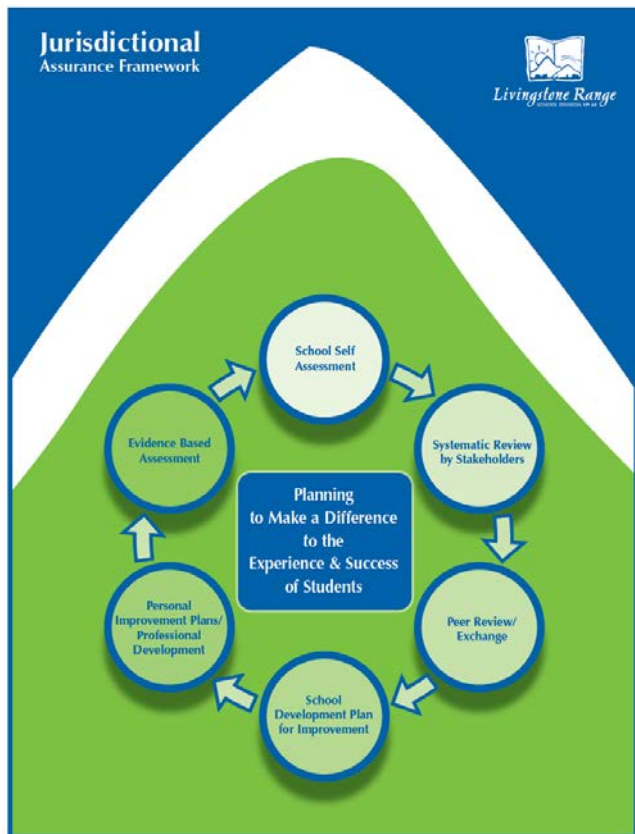 Jurisdictional
Assurance Framework
Livingstone Range
School Self
Assessment
Systematic Review
by Stakeholders
Peer Review/
Exchange
School
Development Plan
for Improvement
Personal
Improvement Plans/
Professional
Development
Evidence Based
Assessment
Planning
to Make a Difference
to the
Experience & Success
of Students